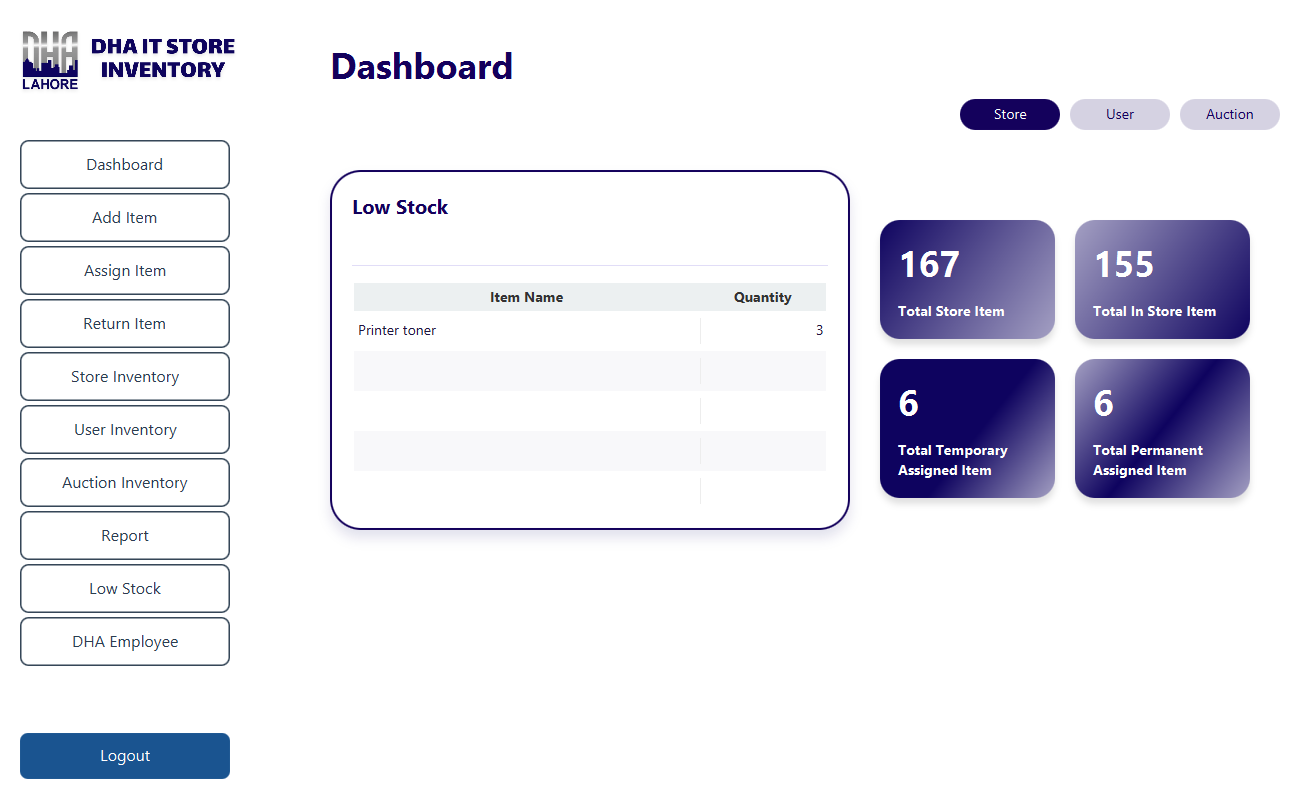 DHA
LAHORE
DHA IT STORE
INVENTORY
Dashboard
Store
User
Auction
Dashboard
Add Item
Assign Item
Return Item
Store Inventory
User Inventory
Auction Inventory
Report
Low Stock
DHA Employee
Logout
Low Stock
Item Name Quantity
Printer toner 3
167
Total Store Item
155
Total In Store Item
6
Total Temporary
Assigned Item
6
Total Permanent
Assigned Item